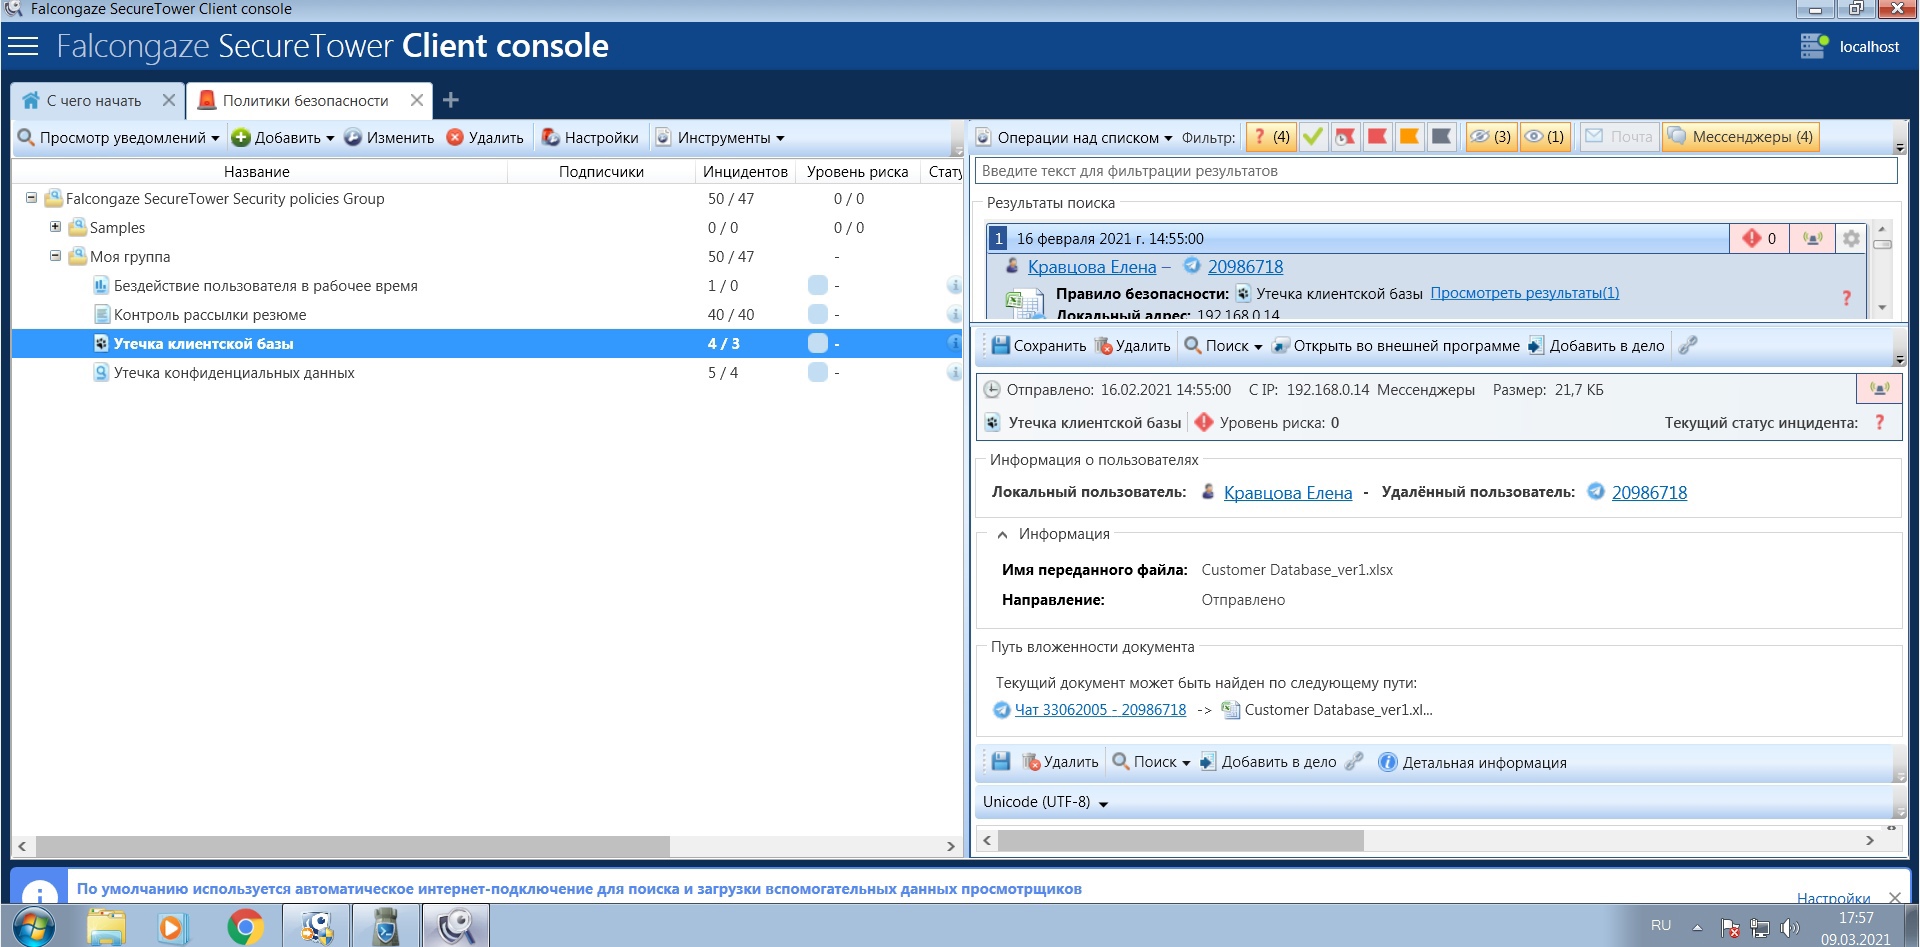 Falcongaze SecureTower Client console
Falcongaze SecureTower Client console
localhost
С чего начать
Политики безопасности
Просмотр уведомлений
Добавить
Изменить
Удалить
Настройки
Инструменты
Название Подписчики Инцидентов Уровень риска Стату
Falcongaze SecureTower Security policies Group 50 / 47 0 / 0
Samples 0 / 0 0 / 0
Моя группа 50 / 47 -
Бездействие пользователя в рабочее время 1 / 0 -
Контроль рассылки резюме 40 / 40 -
Утечка клиентской базы 4 / 3 -
Утечка конфиденциальных данных 5 / 4 -
Операции над списком Фильтр: ? (4) (3) (1) Почта Мессенджеры (4)
Введите текст для фильтрации результатов
Результаты поиска
1 16 февраля 2021 г. 14:55:00 0
Кравцова Елена – 20986718
Правило безопасности: Утечка клиентской базы Просмотреть результаты(1) ?
Локальный адрес: 192.168.0.14
Сохранить Удалить Поиск Открыть во внешней программе Добавить в дело
Отправлено: 16.02.2021 14:55:00 С IP: 192.168.0.14 Мессенджеры Размер: 21,7 КБ
Утечка клиентской базы Уровень риска: 0 Текущий статус инцидента: ?
Информация о пользователях
Локальный пользователь: Кравцова Елена - Удалённый пользователь: 20986718
Информация
Имя переданного файла: Customer Database_ver1.xlsx
Направление: Отправлено
Путь вложенности документа
Текущий документ может быть найден по следующему пути:
Чат 33062005 - 20986718 -> Customer Database_ver1.xl...
Удалить Поиск Добавить в дело Детальная информация
Unicode (UTF-8)
По умолчанию используется автоматическое интернет-подключение для поиска и загрузки вспомогательных данных просмотрщиков
Настройки
RU
17:57
09.03.2021